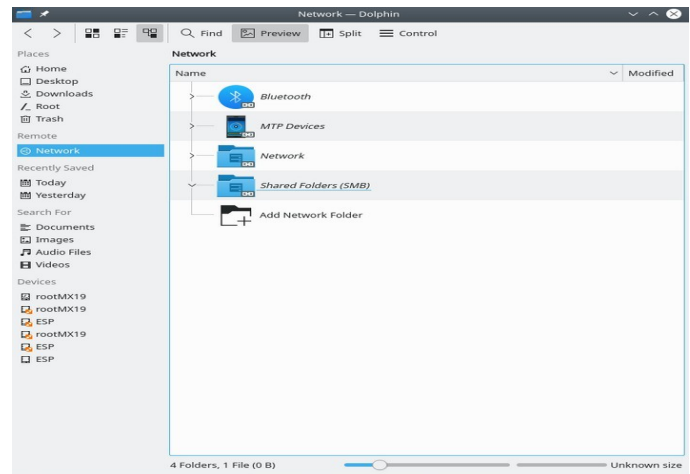 Network — Dolphin
Find Preview Split Control
Places
Home
Desktop
Downloads
Root
Trash
Remote
Network
Recently Saved
Today
Yesterday
Search For
Documents
Images
Audio Files
Videos
Devices
rootMX19
rootMX19
ESP
rootMX19
ESP
ESP
Network
Name Modified
Bluetooth
MTP Devices
Network
Shared Folders (SMB)
Add Network Folder
4 Folders, 1 File (0 B) Unknown size